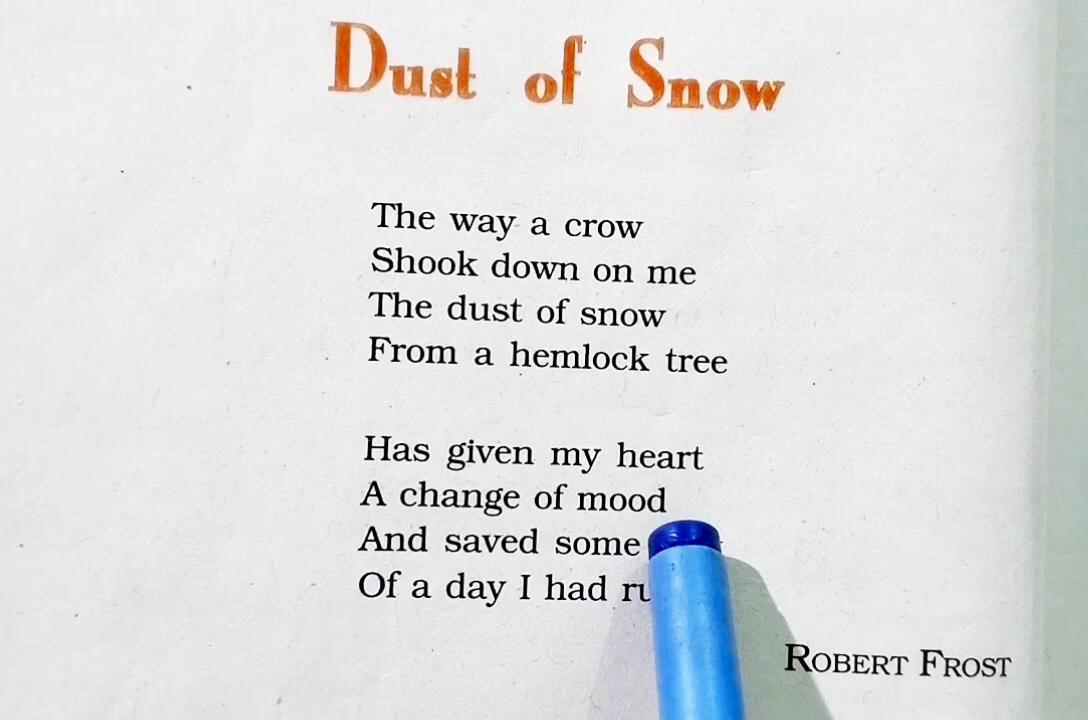 Dust of Snow
The way a crow
Shook down on me
The dust of snow
From a hemlock tree
Has given my heart
A change of mood
And saved some
Of a day I had
ROBERT FROST